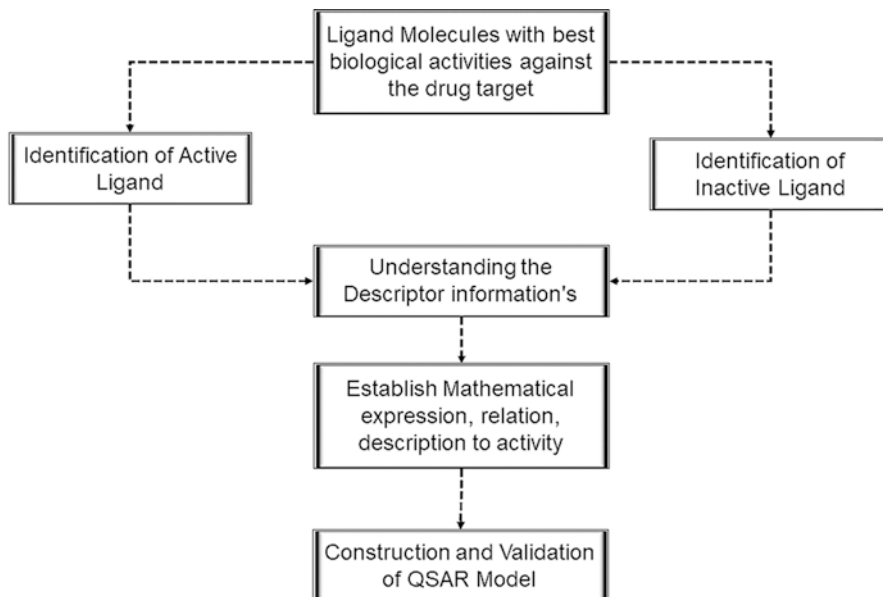 Ligand Molecules with best
biological activities against
the drug target
Identification of Active
Ligand
Identification of
Inactive Ligand
Understanding the
Descriptor information's
Establish Mathematical
expression, relation,
description to activity
Construction and Validation
of QSAR Model